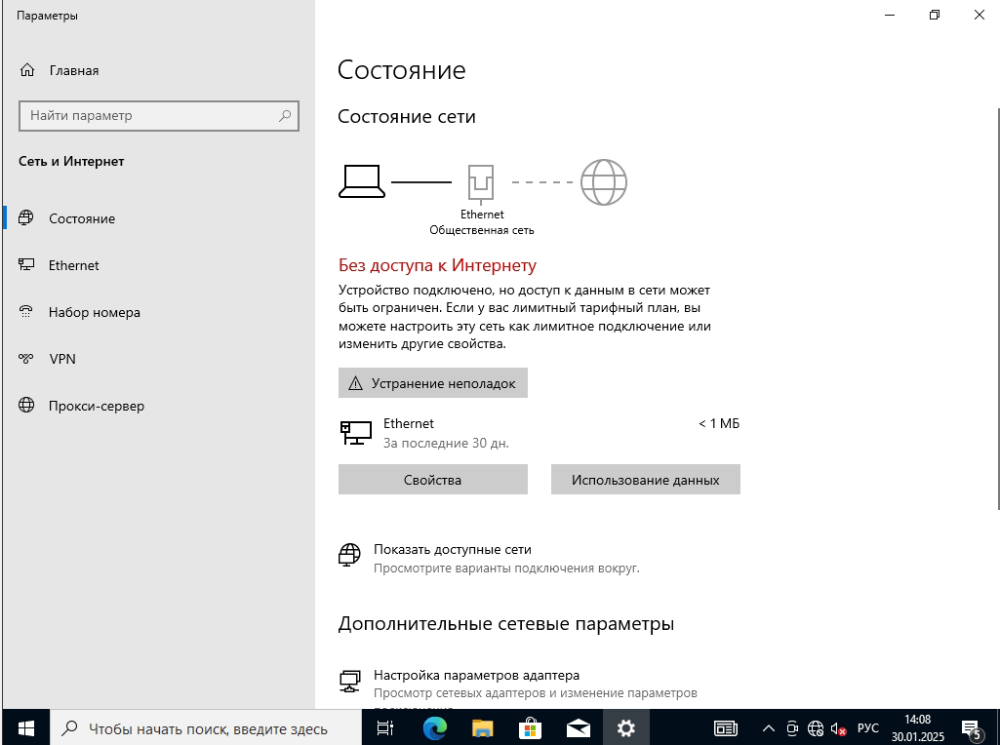 Параметры
Главная
Найти параметр
Сеть и Интернет
Состояние
Ethernet
Набор номера
VPN
Прокси-сервер
Состояние
Состояние сети
Ethernet
Общественная сеть
Без доступа к Интернету
Устройство подключено, но доступ к данным в сети может
быть ограничен. Если у вас лимитный тарифный план, вы
можете настроить эту сеть как лимитное подключение или
изменить другие свойства.
Устранение неполадок
Ethernet
< 1 МБ
За последние 30 дн.
Свойства
Использование данных
Показать доступные сети
Просмотрите варианты подключения вокруг.
Дополнительные сетевые параметры
Настройка параметров адаптера
Просмотр сетевых адаптеров и изменение параметров
Чтобы начать поиск, введите здесь
РУС
14:08
30.01.2025
5